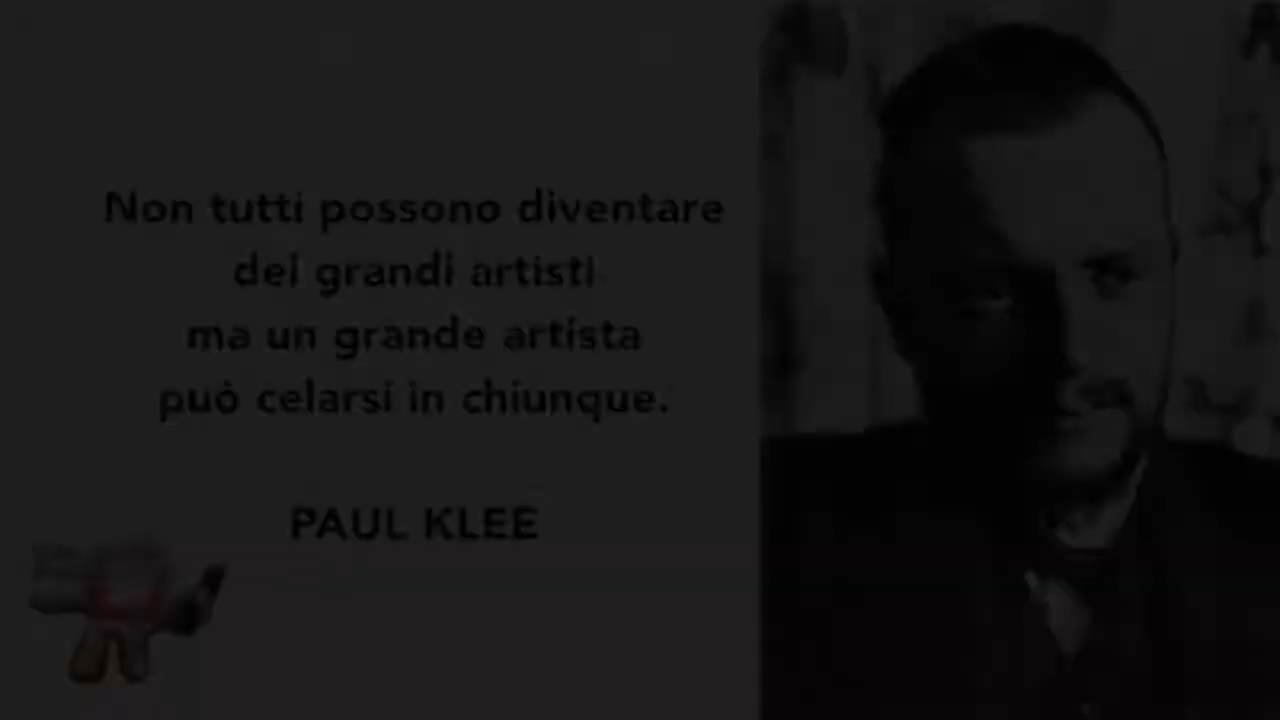 Non tutti possono diventare
dei grandi artisti
ma un grande artista
può celarsi in chiunque.
PAUL KLEE